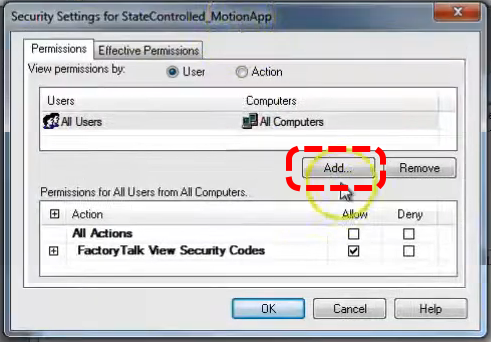 Security Settings for StateControlled_MotionApp
Permissions Effective Permissions
View permissions by: User Action
Users Computers
All Users All Computers
Add... Remove
Permissions for All Users from All Computers.
Action Allow Deny
All Actions
FactoryTalk View Security Codes
OK Cancel Help